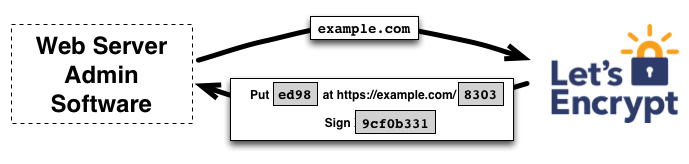 Web Server
Admin
Software
example.com
Put ed98 at https://example.com/ 8303
Sign 9cf0b331
Let's
Encrypt